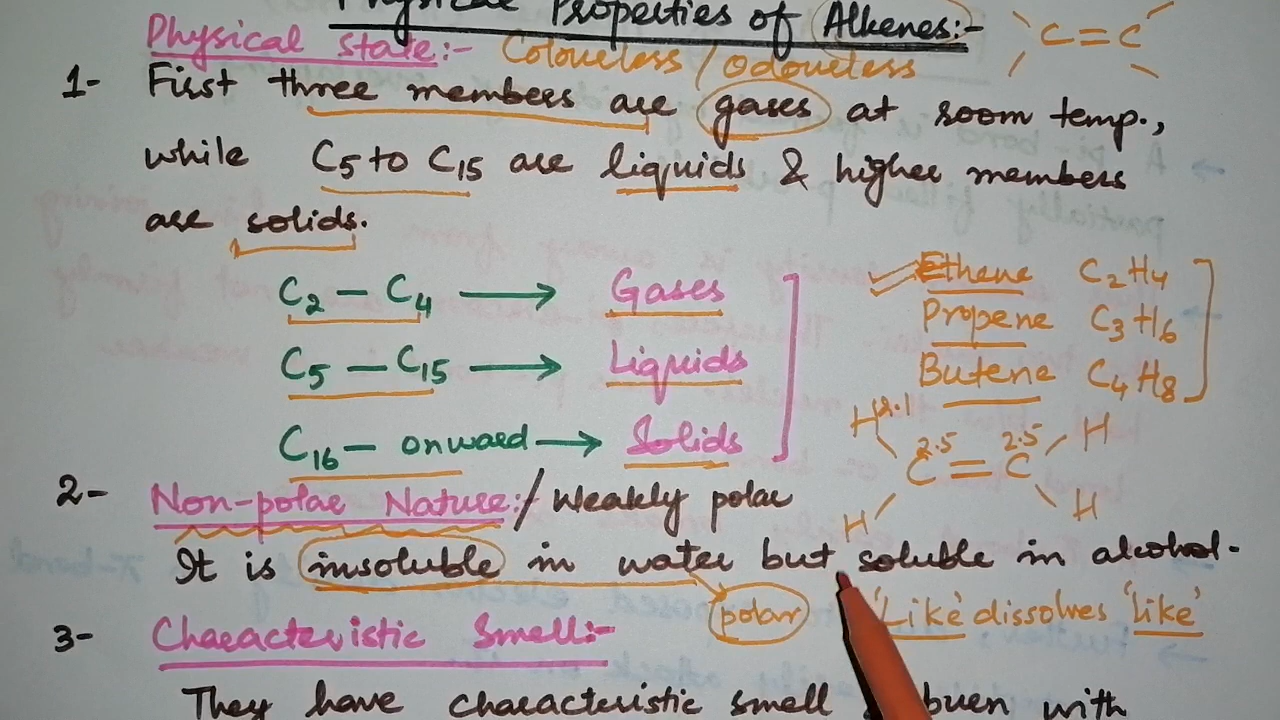 Physical Properties of Alkenes:-
Physical State:- Colourless / Odourless
C=C
1- First three members are gases at room temp.,
while C5 to C15 are liquids & higher members
are solids.
C2 – C4 → Gases
C5 – C15 → Liquids
C16 – onward → Solids
Ethene C2H4
Propene C3H6
Butene C4H8
H 2.1 2.5 2.5 H
C=C
H H
2- Non-polar Nature:/ Weakly polar
It is insoluble in water but soluble in alcohol.
polar 'Like' dissolves 'like'
3- Characteristic Smell:-
They have characteristic smell burn with